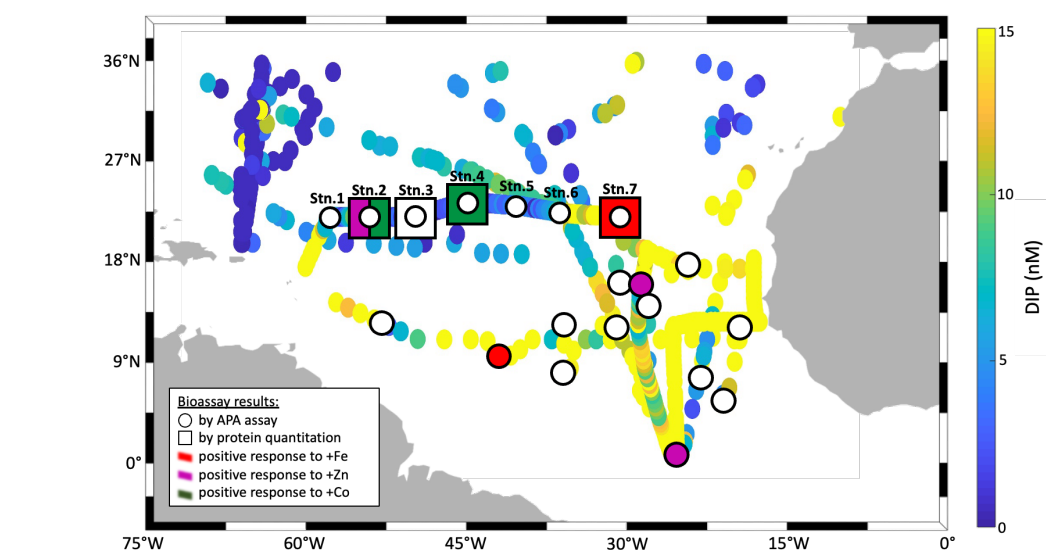 36°N
27°N
18°N
9°N
0°
75°W
60°W
45°W
30°W
15°W
0°
Stn.1
Stn.2
Stn.3
Stn.4
Stn.5
Stn.6
Stn.7
Bioassay results:
by APA assay
by protein quantitation
positive response to +Fe
positive response to +Zn
positive response to +Co
15
10
5
0
DIP (nM)